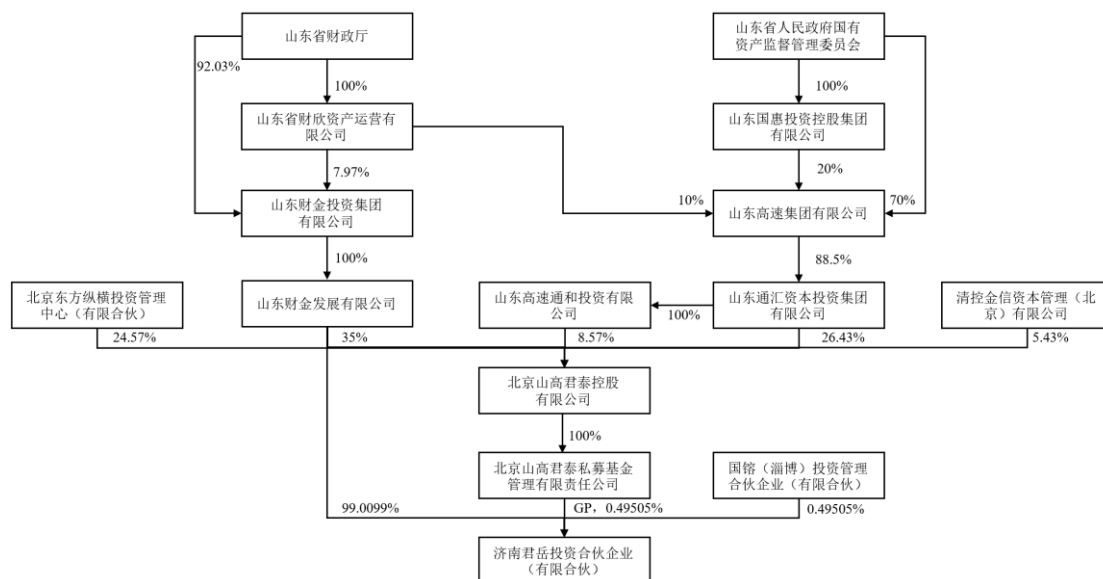 山东省财政厅
山东省人民政府国有
资产监督管理委员会
92.03%
100%
100%
山东省财欣资产运营有
限公司
山东国惠投资控股集团
有限公司
7.97%
20%
山东财金投资集团
有限公司
10%
山东高速集团有限公司
70%
100%
88.5%
北京东方纵横投资管理
中心（有限合伙）
山东财金发展有限公司
山东高速通和投资有限
公司
100%
山东通汇资本投资集团
有限公司
清控金信资本管理（北
京）有限公司
24.57%
35%
8.57%
26.43%
5.43%
北京山高君泰控股
有限公司
100%
北京山高君泰私募基金
管理有限责任公司
国镕（淄博）投资管理
合伙企业（有限合伙）
99.0099%
GP，0.49505%
0.49505%
济南君岳投资合伙企业
（有限合伙）